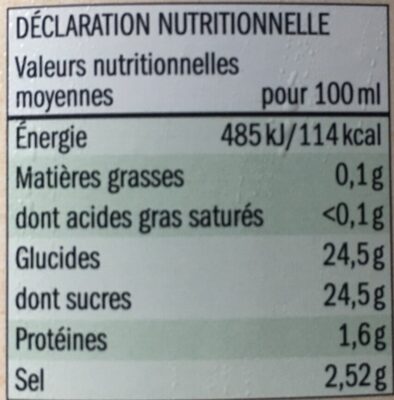 DÉCLARATION NUTRITIONNELLE
Valeurs nutritionnelles
moyennes pour 100 ml
Énergie 485 kJ/114 kcal
Matières grasses 0,1 g
dont acides gras saturés <0,1 g
Glucides 24,5 g
dont sucres 24,5 g
Protéines 1,6 g
Sel 2,52 g